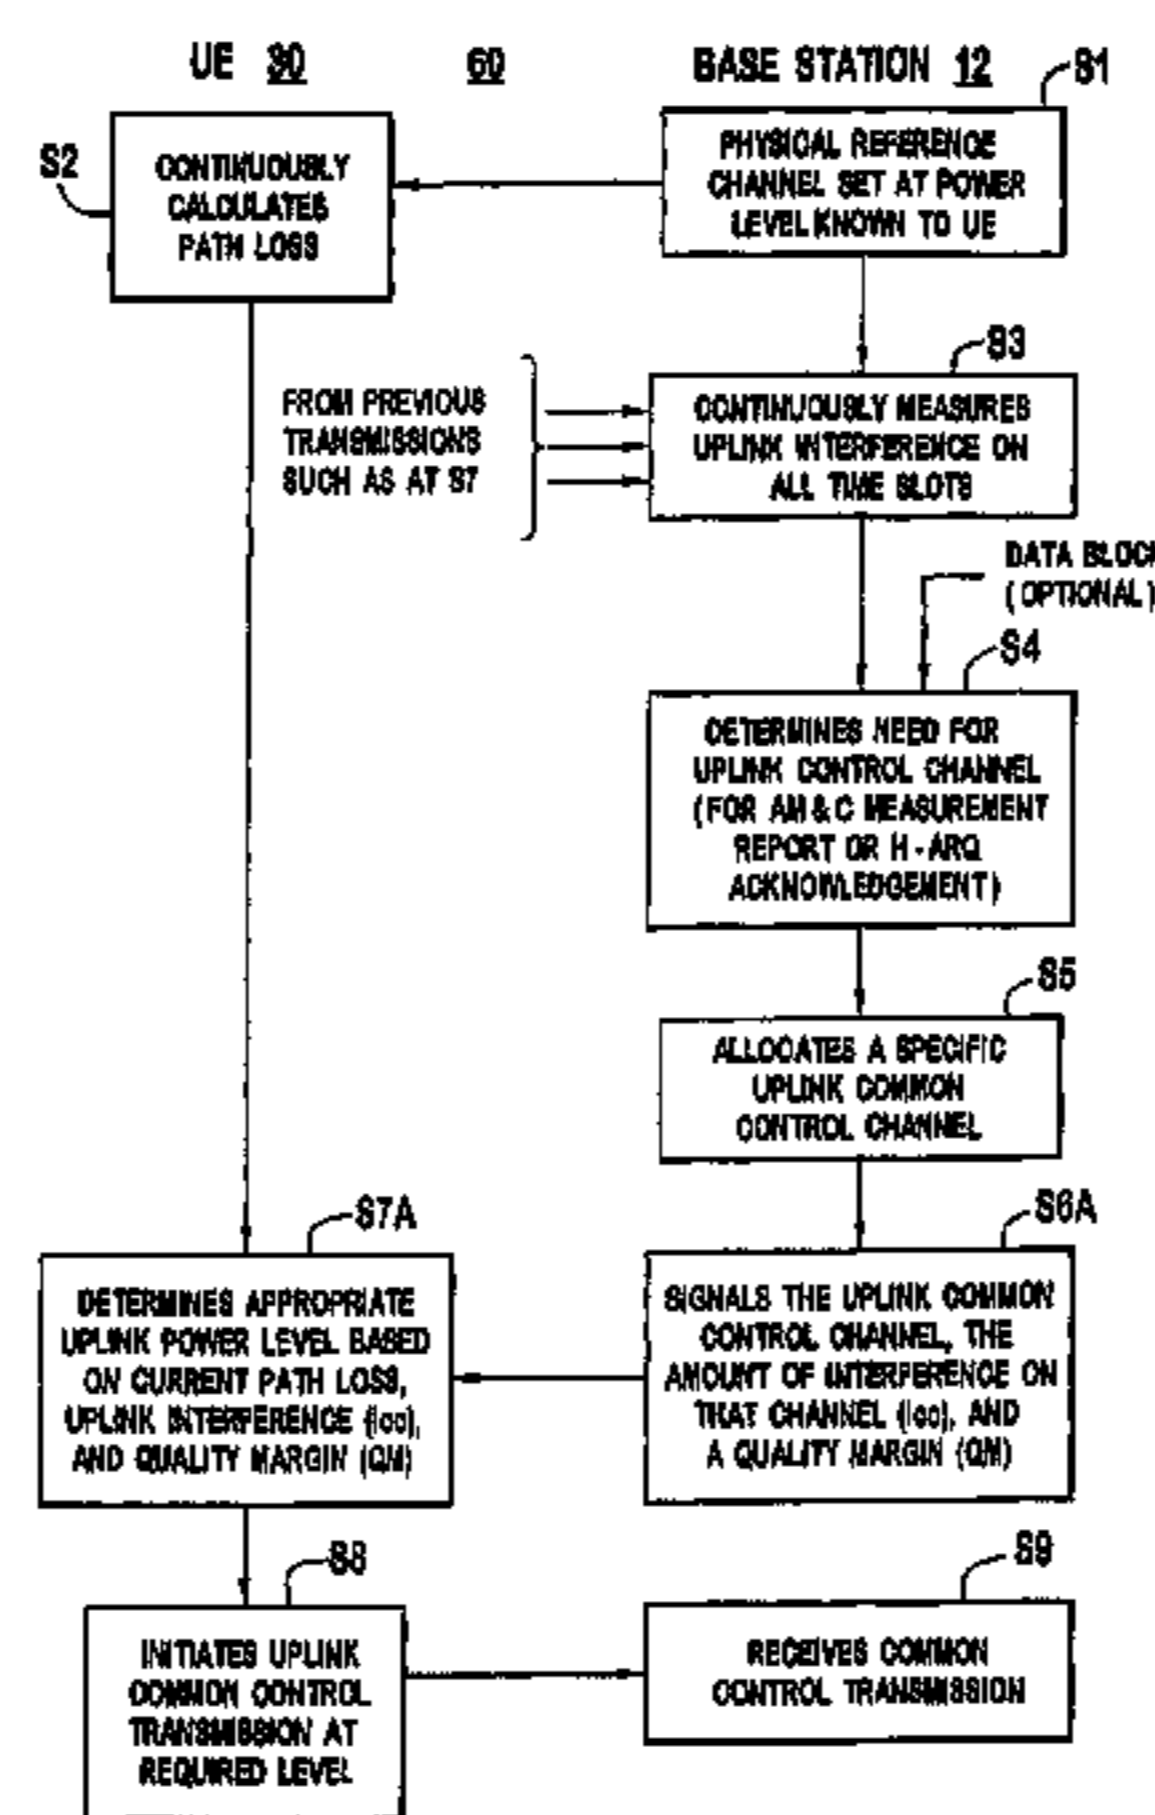 UE 30 60 BASE STATION 12
S1
PHYSICAL REFERENCE
CHANNEL SET AT POWER
LEVEL KNOWN TO UE
S2
CONTINUOUSLY
CALCULATES
PATH LOSS
S3
FROM PREVIOUS
TRANSMISSIONS
SUCH AS AT S7
CONTINUOUSLY MEASURES
UPLINK INTERFERENCE ON
ALL TIME SLOTS
DATA BLOCK
(OPTIONAL)
S4
DETERMINES NEED FOR
UPLINK CONTROL CHANNEL
(FOR AM&C MEASUREMENT
REPORT OR H-ARQ
ACKNOWLEDGEMENT)
S5
ALLOCATES A SPECIFIC
UPLINK COMMON
CONTROL CHANNEL
S7A
DETERMINES APPROPRIATE
UPLINK POWER LEVEL BASED
ON CURRENT PATH LOSS,
UPLINK INTERFERENCE (Icc),
AND QUALITY MARGIN (QM)
S6A
SIGNALS THE UPLINK COMMON
CONTROL CHANNEL, THE
AMOUNT OF INTERFERENCE ON
THAT CHANNEL (Icc), AND
A QUALITY MARGIN (QM)
S8
INITIATES UPLINK
COMMON CONTROL
TRANSMISSION AT
REQUIRED LEVEL
S9
RECEIVES COMMON
CONTROL TRANSMISSION